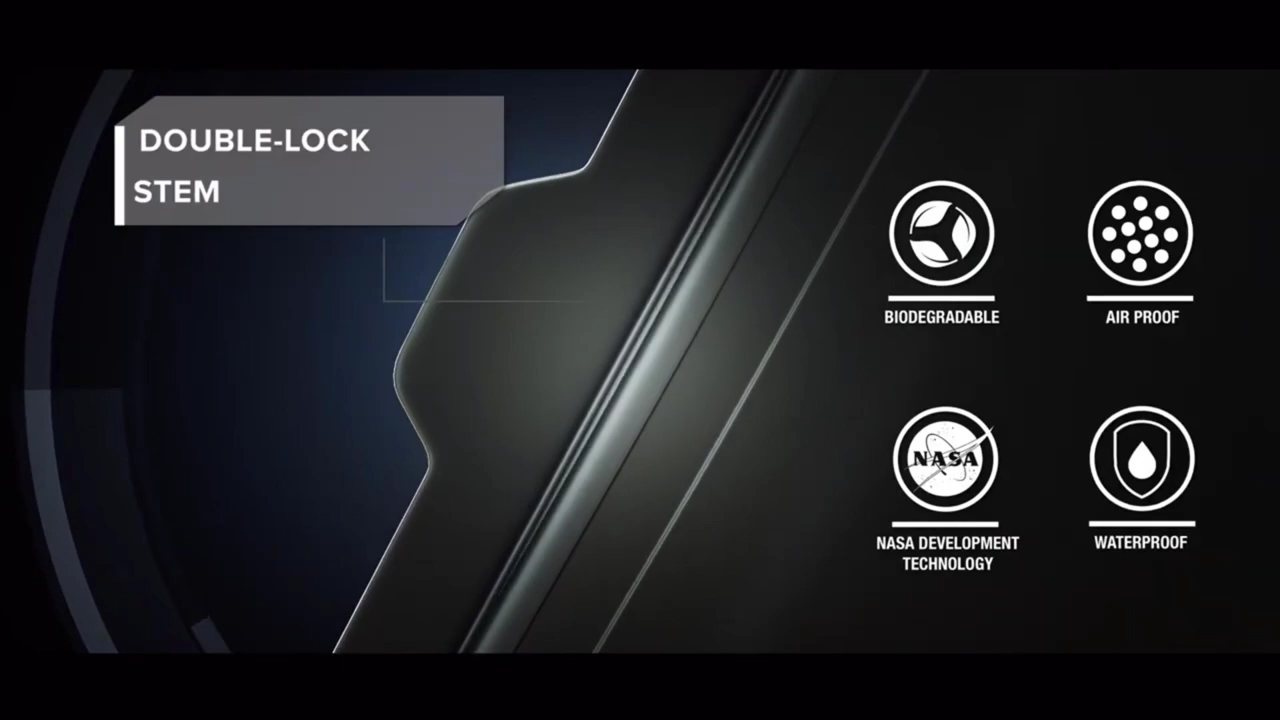 DOUBLE-LOCK
STEM
BIODEGRADABLE
AIR PROOF
NASA
NASA DEVELOPMENT
TECHNOLOGY
WATERPROOF